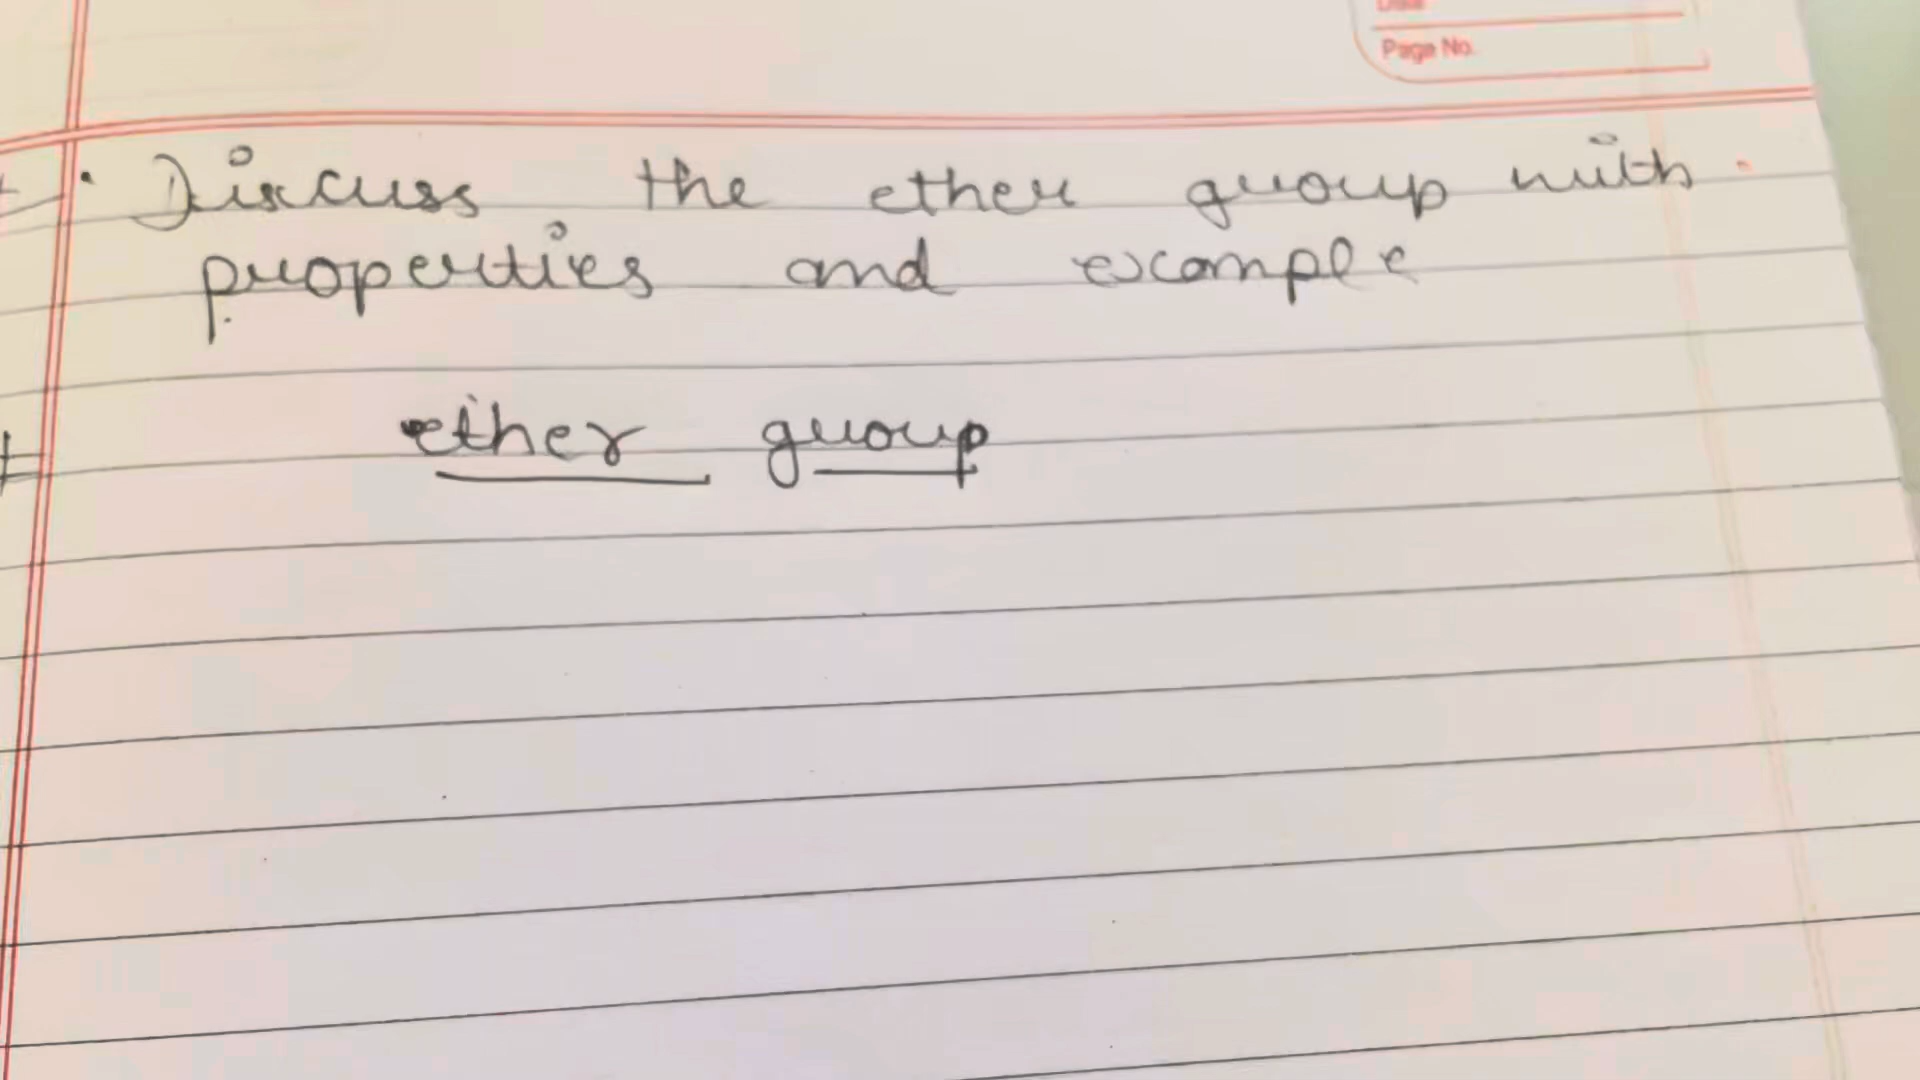 Page No.
Discuss the ether group with
properties and example
ether group